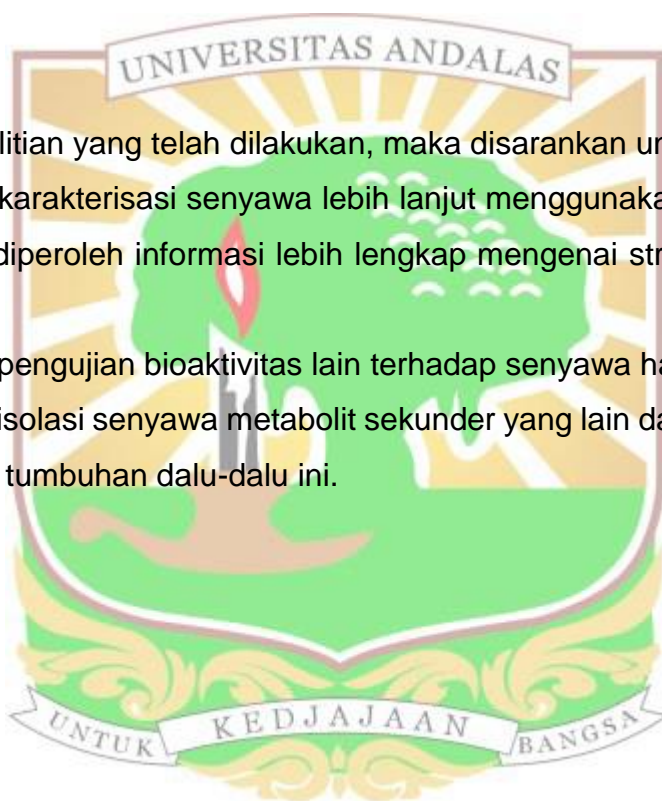 UNIVERSITAS ANDALAS
litian yang telah dilakukan, maka disarankan un
karakterisasi senyawa lebih lanjut menggunaka
diperoleh informasi lebih lengkap mengenai str
pengujian bioaktivitas lain terhadap senyawa ha
isolasi senyawa metabolit sekunder yang lain da
tumbuhan dalu-dalu ini.
UNTUK KEDJAJAAN BANGSA